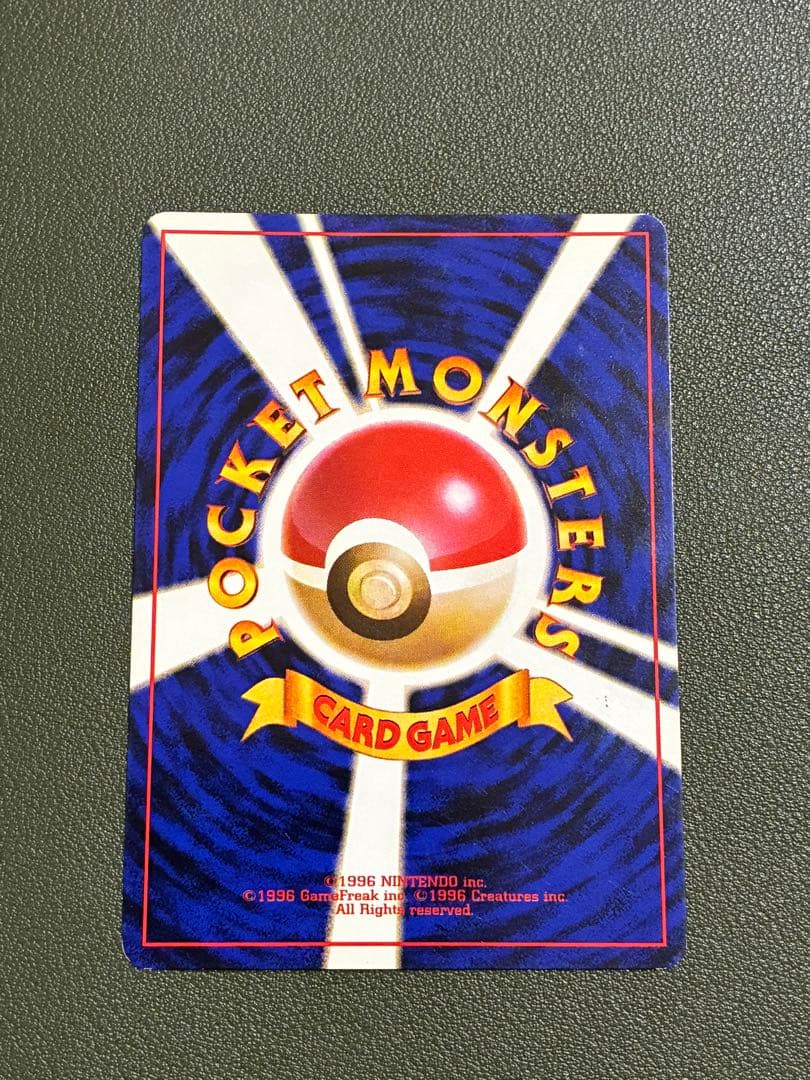 POCKET MONSTERS
CARD GAME
©1996 NINTENDO inc.
©1996 GameFreak inc. ©1996 Creatures inc.
All Rights reserved.